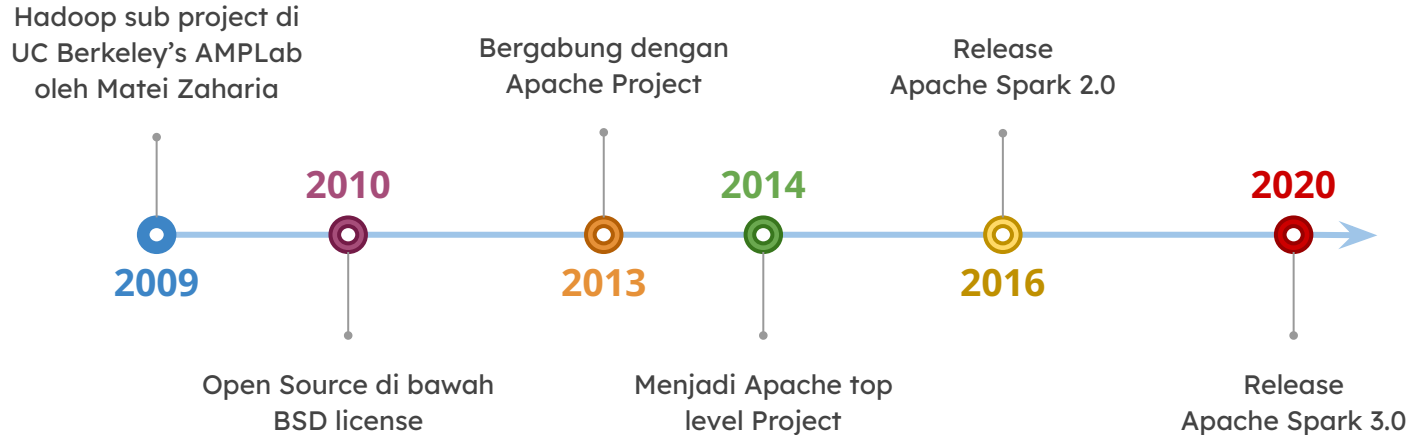 Hadoop sub project di
UC Berkeley’s AMPLab
oleh Matei Zaharia
2009
2010
Open Source di bawah
BSD license
Bergabung dengan
Apache Project
2013
2014
Menjadi Apache top
level Project
Release
Apache Spark 2.0
2016
2020
Release
Apache Spark 3.0